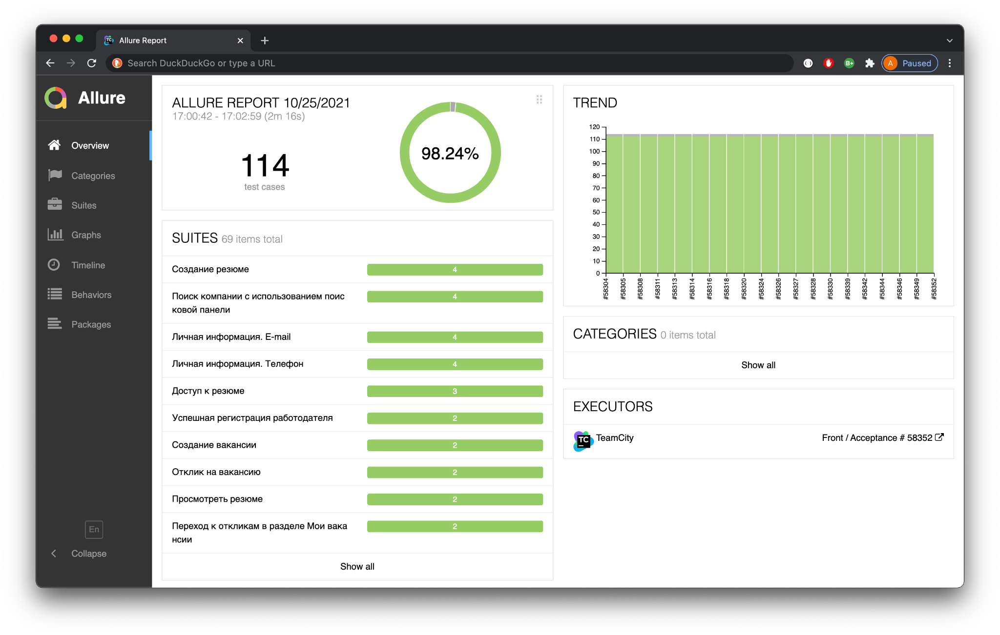 Allure Report
Search DuckDuckGo or type a URL
B+
A Paused
Allure
Overview
Categories
Suites
Graphs
Timeline
Behaviors
Packages
En
Collapse
ALLURE REPORT 10/25/2021
17:00:42 - 17:02:59 (2m 16s)
114
test cases
98.24%
SUITES 69 items total
Создание резюме 4
Поиск компании с использованием поис 4
ковой панели
Личная информация. E-mail 4
Личная информация. Телефон 4
Доступ к резюме 3
Успешная регистрация работодателя 2
Создание вакансии 2
Отклик на вакансию 2
Просмотреть резюме 2
Переход к откликам в разделе Мои вака 2
нсии
Show all
TREND
120
110
100
90
80
70
60
50
40
30
20
10
0
#58304
#58305
#58308
#58311
#58313
#58314
#58316
#58318
#58320
#58324
#58326
#58327
#58328
#58330
#58339
#58342
#58344
#58346
#58349
#58352
CATEGORIES 0 items total
Show all
EXECUTORS
TC TeamCity Front / Acceptance # 58352